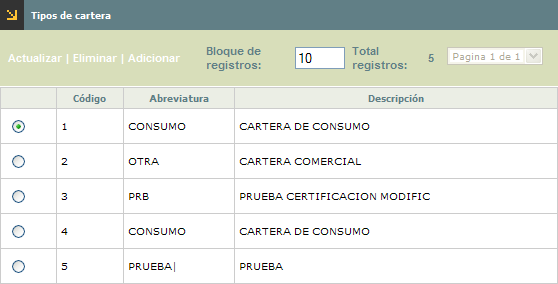 Tipos de cartera
Actualizar | Eliminar | Adicionar Bloque de registros: 10 Total registros: 5 Pagina 1 de 1
Código Abreviatura Descripción
1 CONSUMO CARTERA DE CONSUMO
2 OTRA CARTERA COMERCIAL
3 PRB PRUEBA CERTIFICACION MODIFIC
4 CONSUMO CARTERA DE CONSUMO
5 PRUEBA| PRUEBA